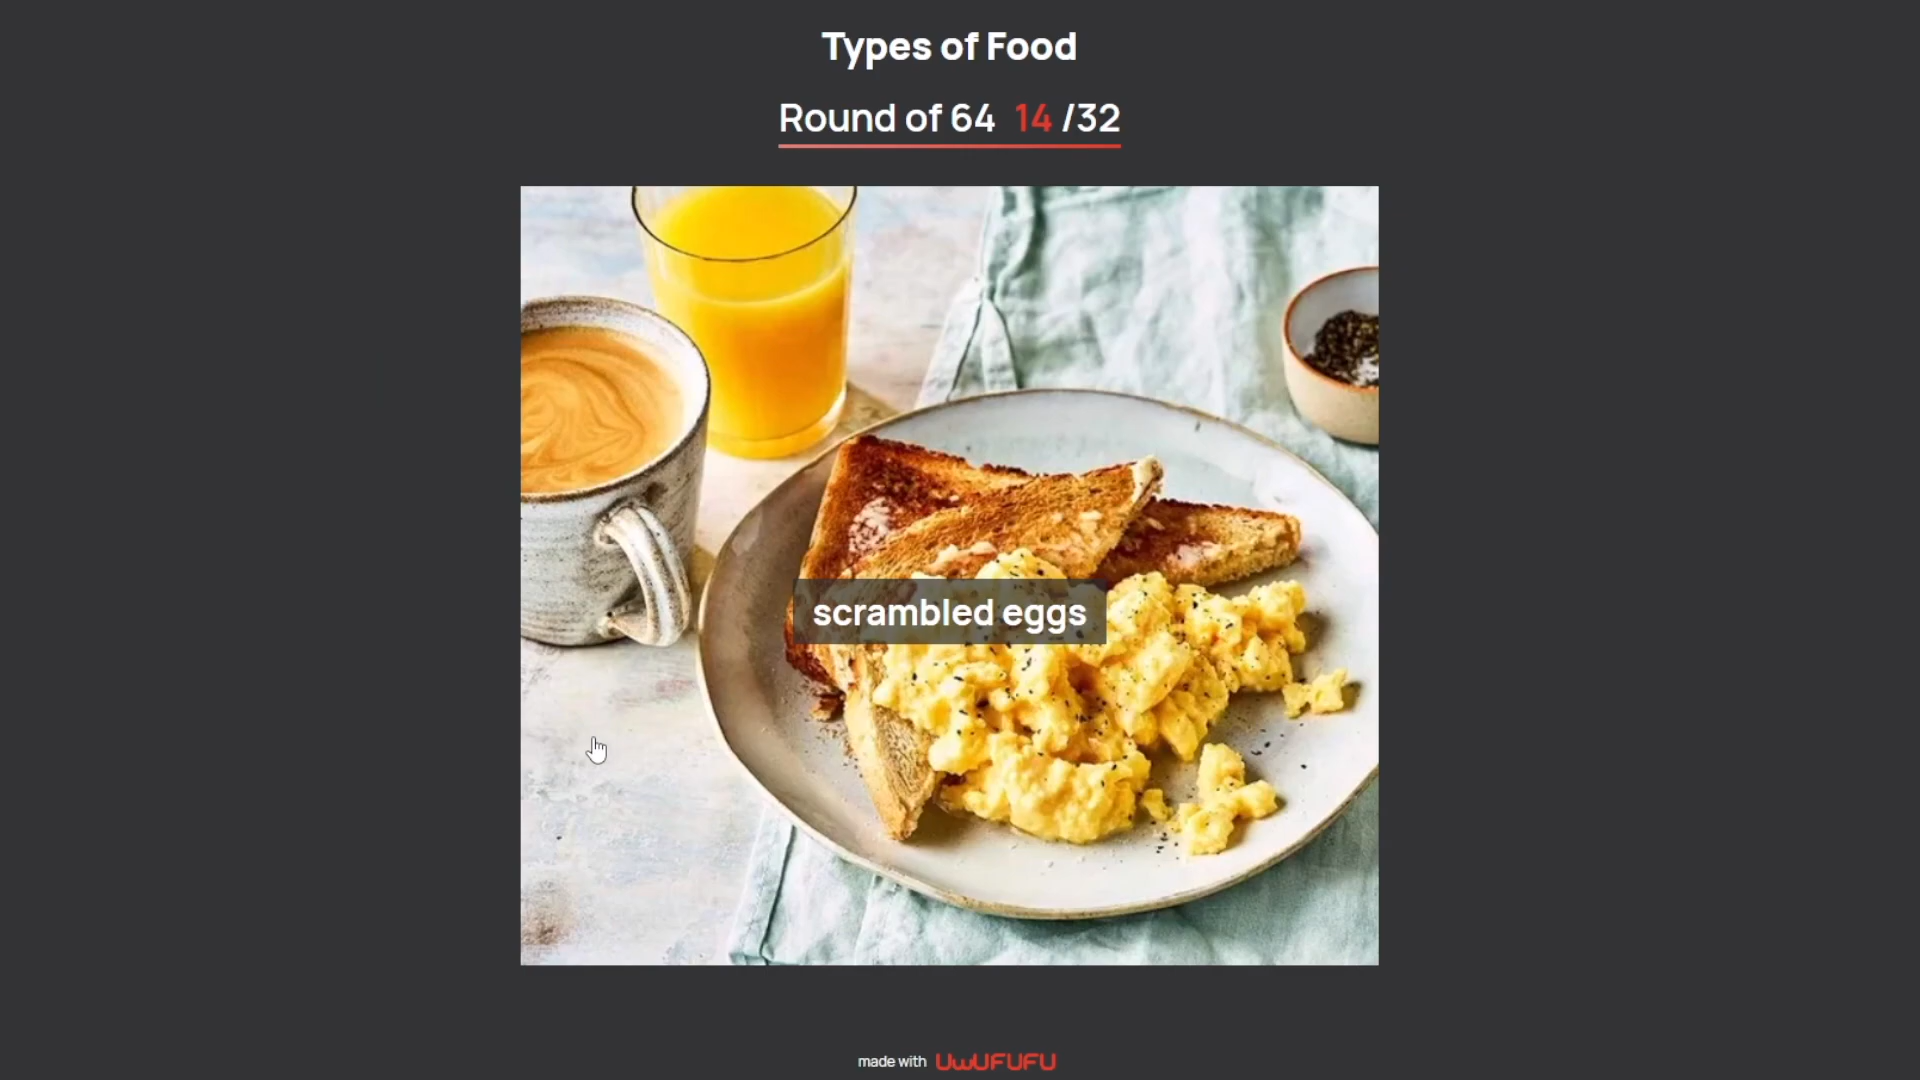 Types of Food
Round of 64 14 /32
scrambled eggs
made with UwUFUFU